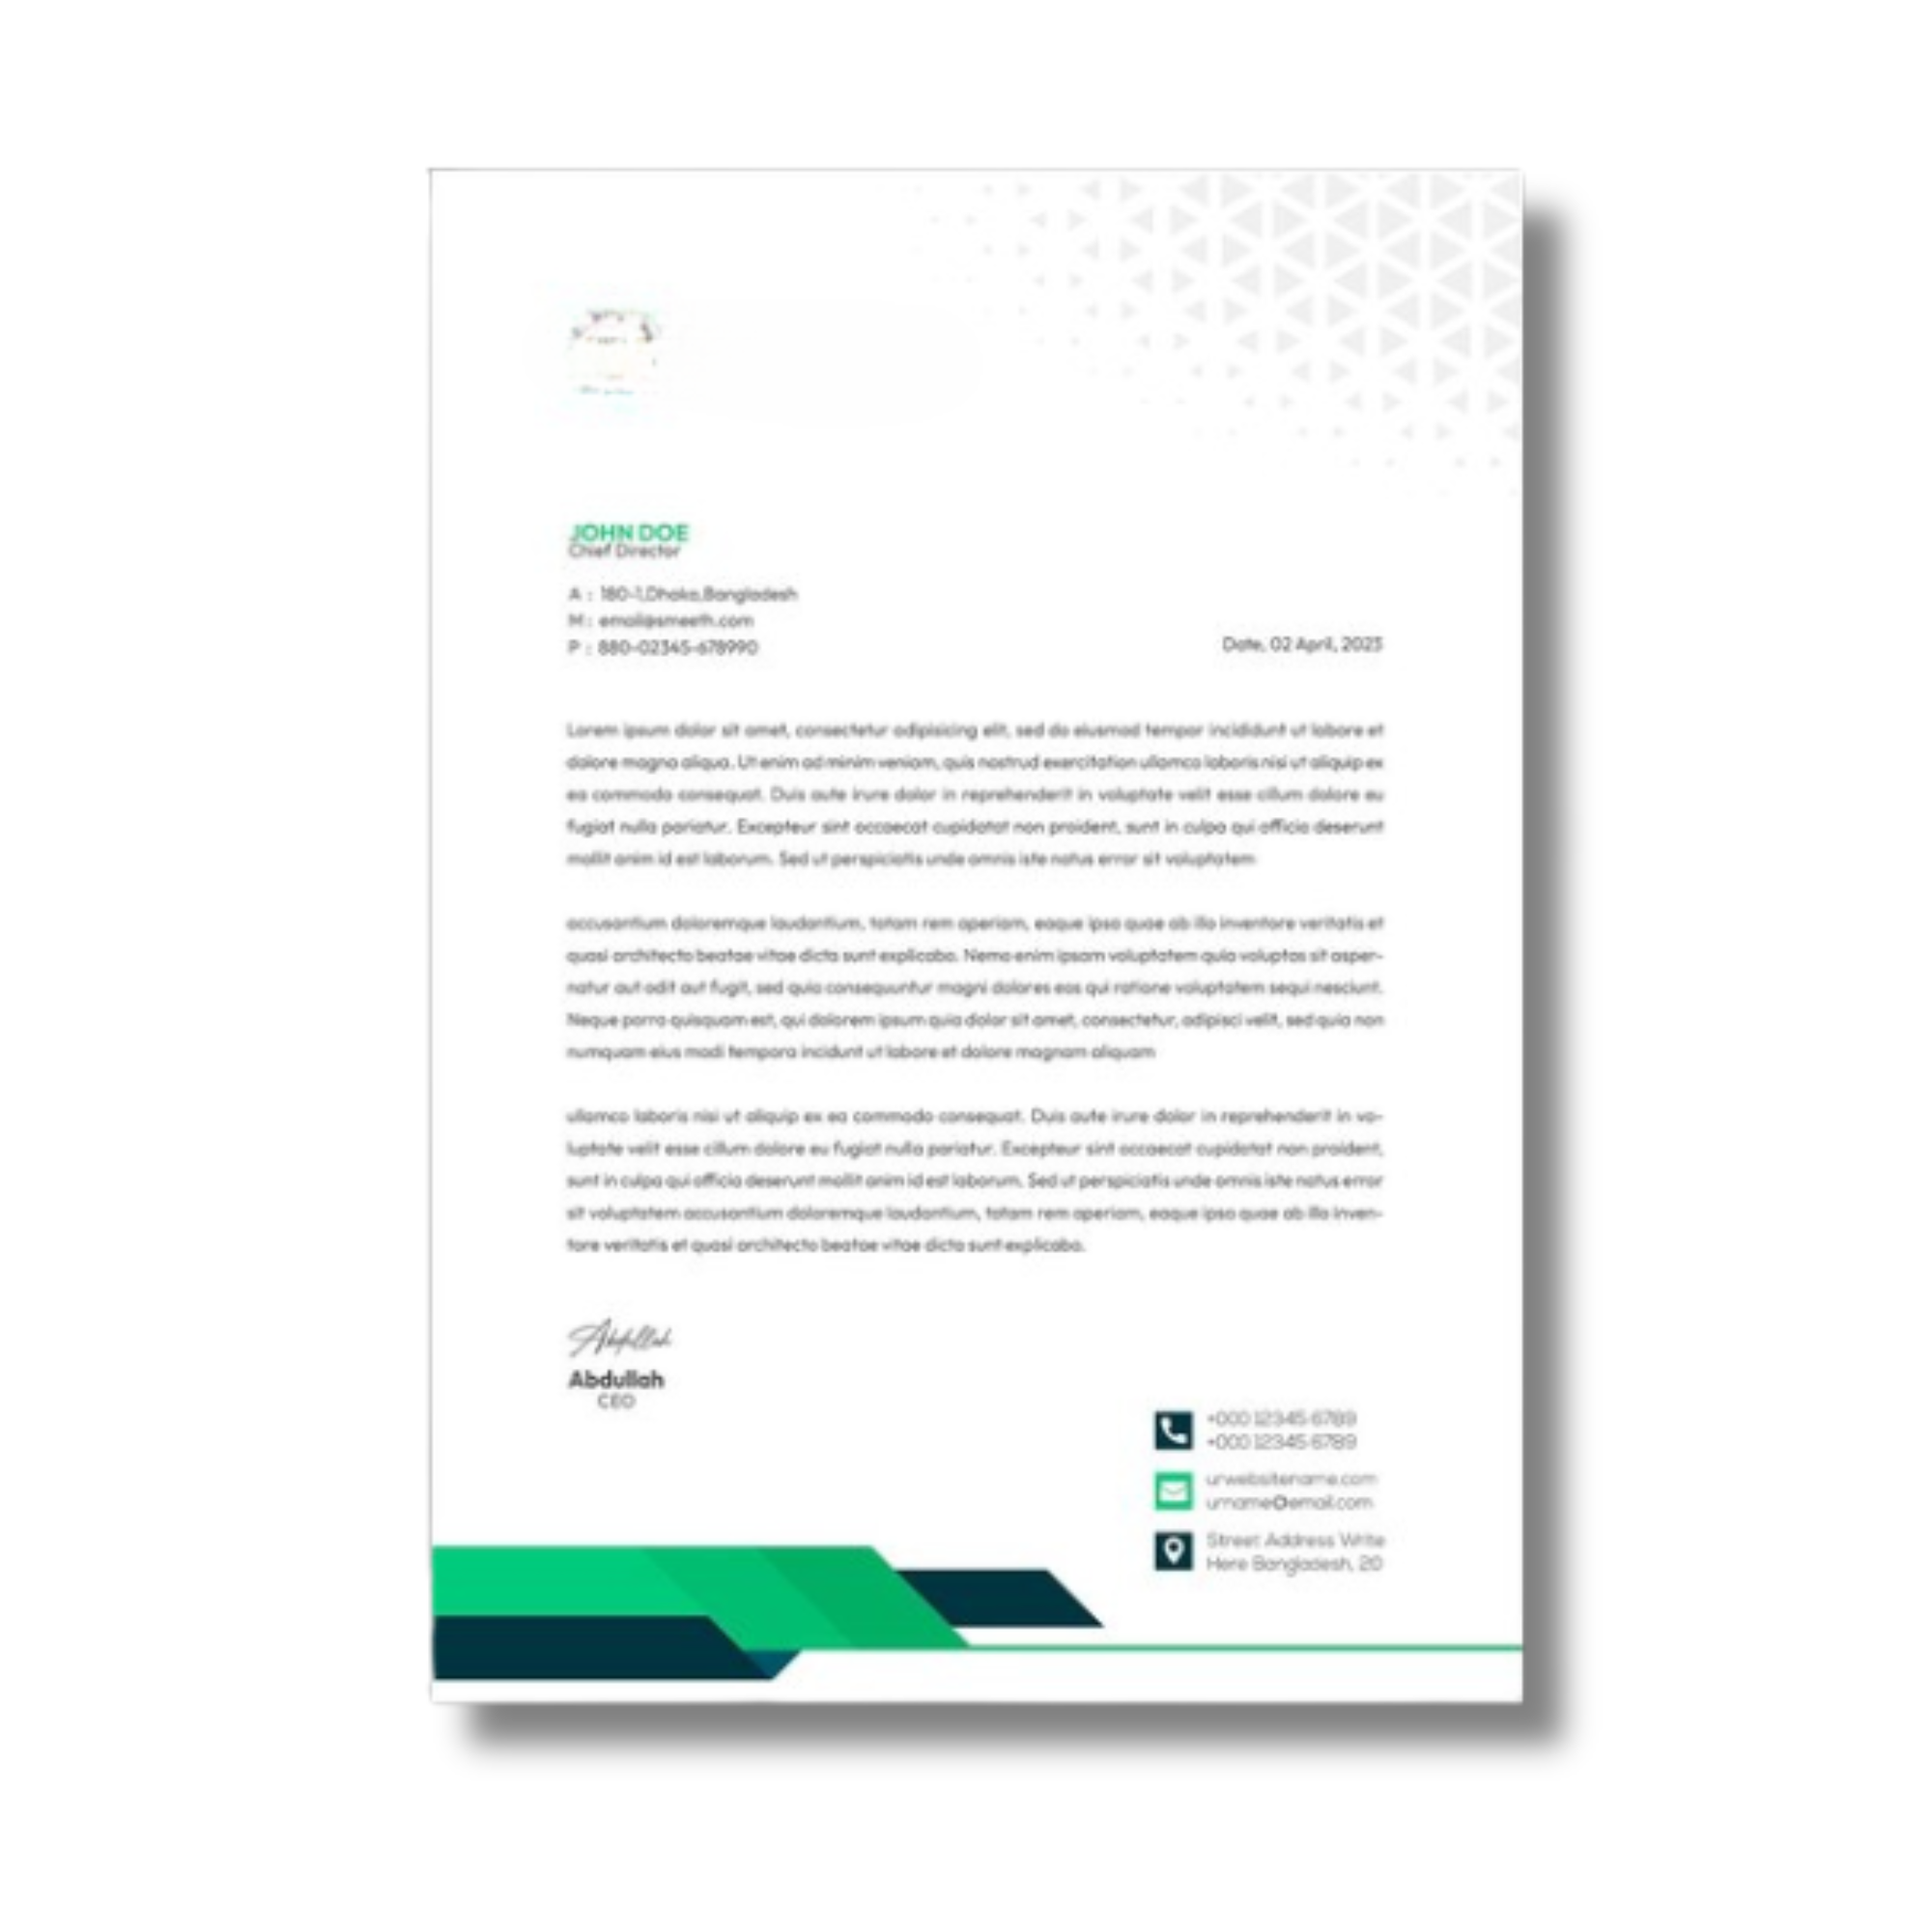 JOHN DOE
Chief Director
A : 180-1,Dhaka,Bangladesh
M : email@smeeth.com
P : 880-02345-678990
Date, 02 April, 2023
Lorem ipsum dolor sit amet, consectetur adipisicing elit, sed do eiusmod tempor incididunt ut labore et
dolore magna aliqua. Ut enim ad minim veniam, quis nostrud exercitation ullamco laboris nisi ut aliquip ex
ea commodo consequat. Duis aute irure dolor in reprehenderit in voluptate velit esse cillum dolore eu
fugiat nulla pariatur. Excepteur sint occaecat cupidatat non proident, sunt in culpa qui officia deserunt
mollit anim id est laborum. Sed ut perspiciatis unde omnis iste natus error sit voluptatem
accusantium doloremque laudantium, totam rem aperiam, eaque ipsa quae ab illo inventore veritatis et
quasi architecto beatae vitae dicta sunt explicabo. Nemo enim ipsam voluptatem quia voluptas sit asper-
natur aut odit aut fugit, sed quia consequuntur magni dolores eos qui ratione voluptatem sequi nesciunt.
Neque porro quisquam est, qui dolorem ipsum quia dolor sit amet, consectetur, adipisci velit, sed quia non
numquam eius modi tempora incidunt ut labore et dolore magnam aliquam
ullamco laboris nisi ut aliquip ex ea commodo consequat. Duis aute irure dolor in reprehenderit in vo-
luptate velit esse cillum dolore eu fugiat nulla pariatur. Excepteur sint occaecat cupidatat non proident,
sunt in culpa qui officia deserunt mollit anim id est laborum. Sed ut perspiciatis unde omnis iste natus error
sit voluptatem accusantium doloremque laudantium, totam rem aperiam, eaque ipsa quae ab illo inven-
tore veritatis et quasi architecto beatae vitae dicta sunt explicabo.
Abdullah
Abdullah
CEO
+000 12345 6789
+000 12345 6789
urwebsitename.com
urname@email.com
Street Address Write
Here Bangladesh, 20